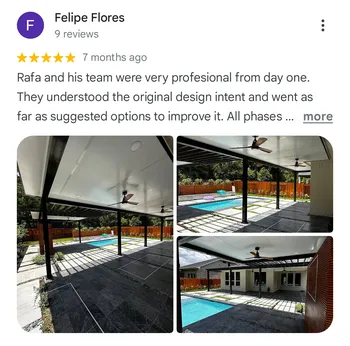 F
Felipe Flores
9 reviews
7 months ago
Rafa and his team were very profesional from day one.
They understood the original design intent and went as
far as suggested options to improve it. All phases ... more